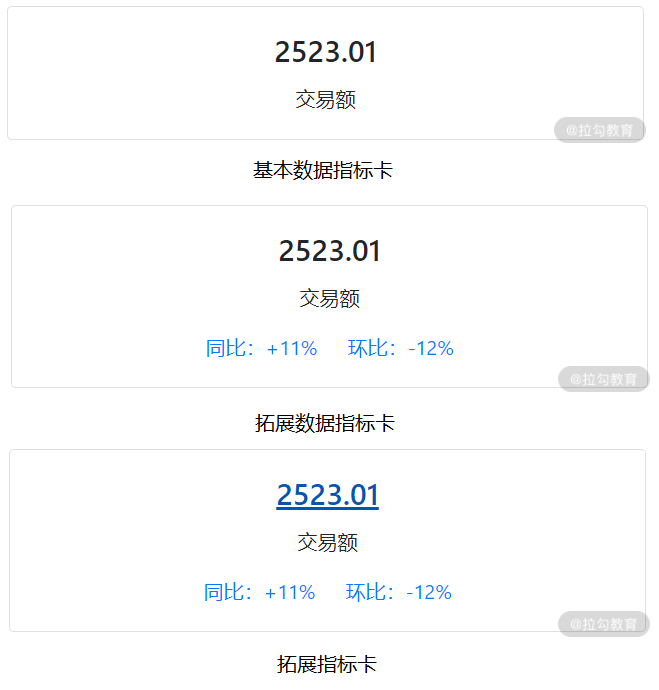 2523.01
交易额
@拉勾教育
基本数据指标卡
2523.01
交易额
同比：+11% 环比：-12%
@拉勾教育
拓展数据指标卡
2523.01
交易额
同比：+11% 环比：-12%
@拉勾教育
拓展指标卡